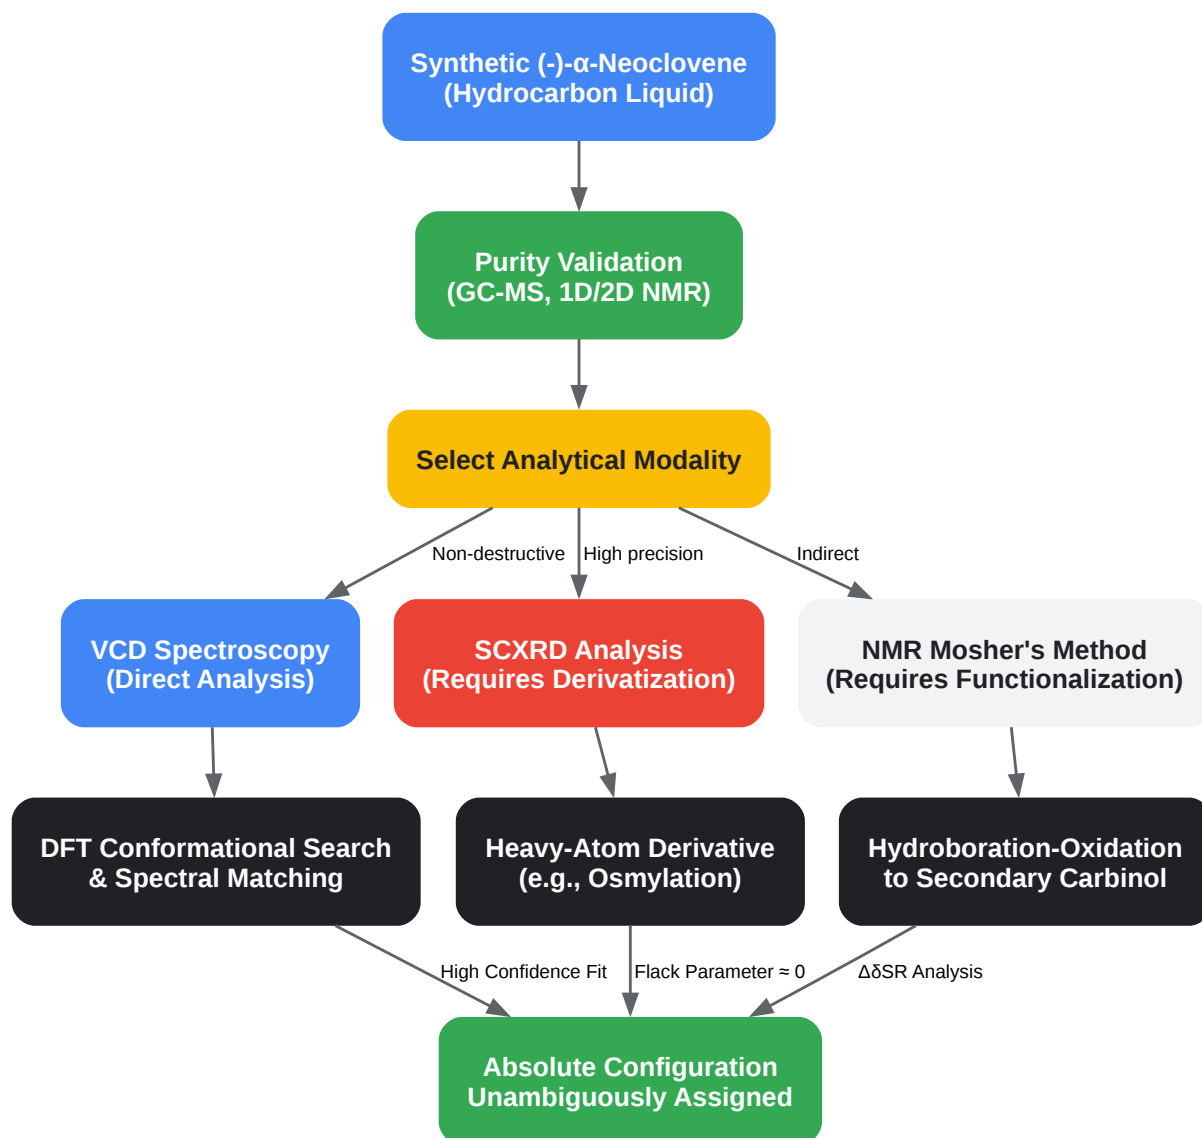 Synthetic (-)-α-Neoclovene
(Hydrocarbon Liquid)
Purity Validation
(GC-MS, 1D/2D NMR)
Select Analytical Modality
Non-destructive
High precision
Indirect
VCD Spectroscopy
(Direct Analysis)
SCXRD Analysis
(Requires Derivatization)
NMR Mosher's Method
(Requires Functionalization)
DFT Conformational Search
& Spectral Matching
Heavy-Atom Derivative
(e.g., Osmylation)
Hydroboration-Oxidation
to Secondary Carbinol
High Confidence Fit
Flack Parameter ≈ 0
ΔδSR Analysis
Absolute Configuration
Unambiguously Assigned